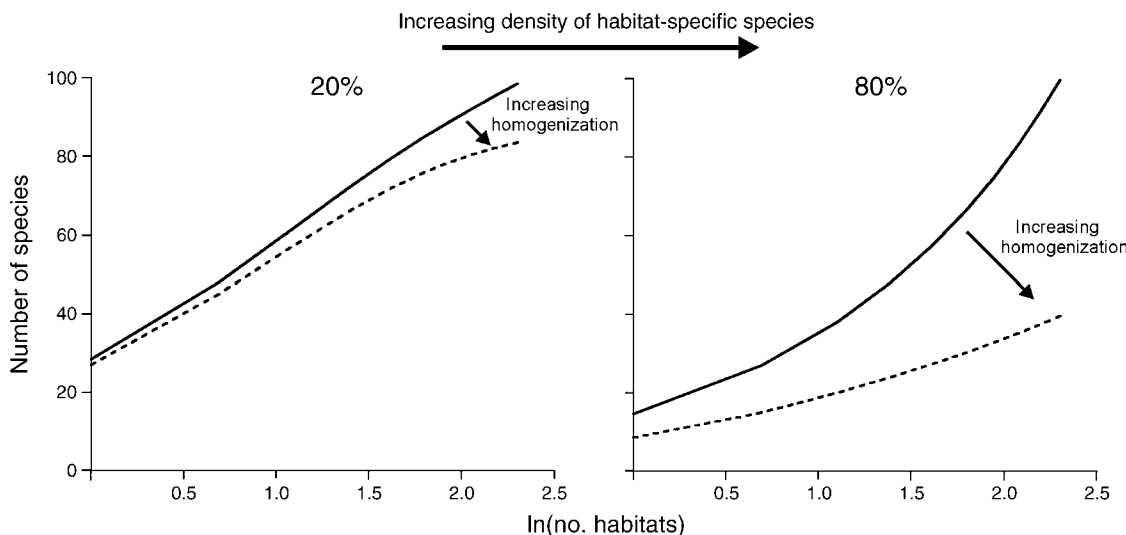 Increasing density of habitat-specific species
20%
80%
Increasing
homogenization
Increasing
homogenization
Number of species
100
80
60
40
20
0
0.5 1.0 1.5 2.0 2.5
0.5 1.0 1.5 2.0 2.5
ln(no. habitats)